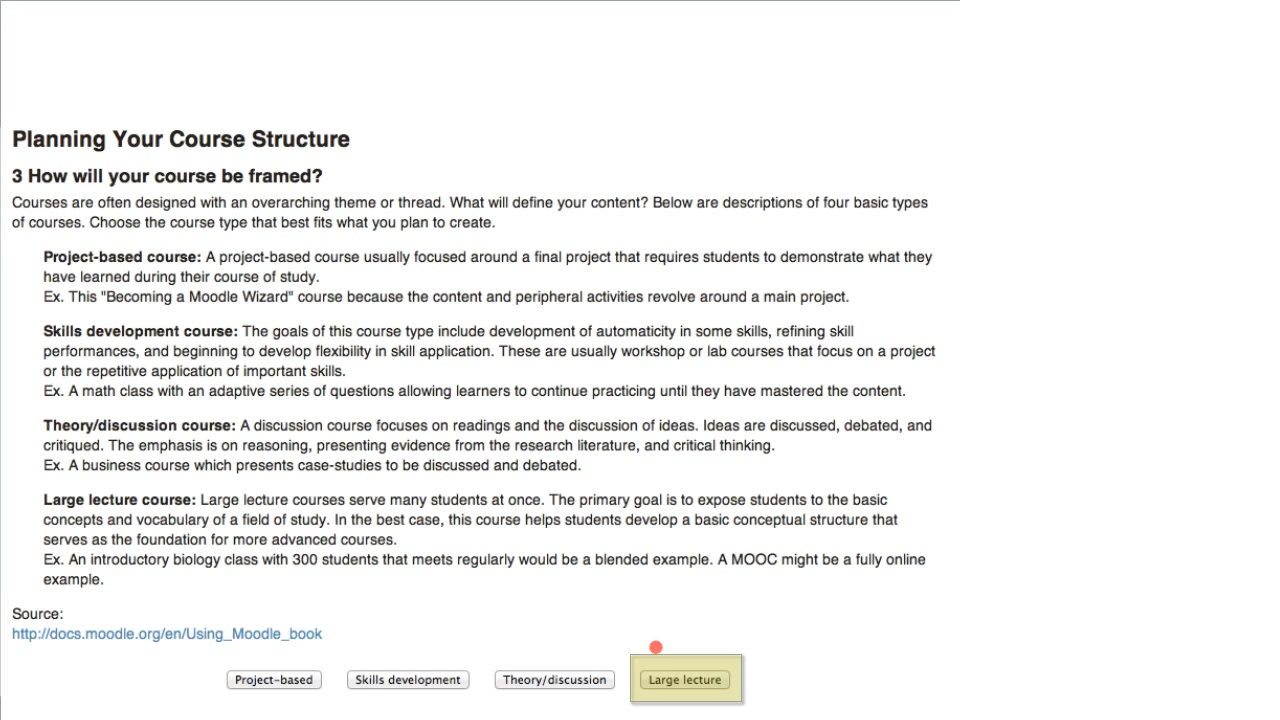 Planning Your Course Structure
3 How will your course be framed?
Courses are often designed with an overarching theme or thread. What will define your content? Below are descriptions of four basic types
of courses. Choose the course type that best fits what you plan to create.
Project-based course: A project-based course usually focused around a final project that requires students to demonstrate what they
have learned during their course of study.
Ex. This "Becoming a Moodle Wizard" course because the content and peripheral activities revolve around a main project.
Skills development course: The goals of this course type include development of automaticity in some skills, refining skill
performances, and beginning to develop flexibility in skill application. These are usually workshop or lab courses that focus on a project
or the repetitive application of important skills.
Ex. A math class with an adaptive series of questions allowing learners to continue practicing until they have mastered the content.
Theory/discussion course: A discussion course focuses on readings and the discussion of ideas. Ideas are discussed, debated, and
critiqued. The emphasis is on reasoning, presenting evidence from the research literature, and critical thinking.
Ex. A business course which presents case-studies to be discussed and debated.
Large lecture course: Large lecture courses serve many students at once. The primary goal is to expose students to the basic
concepts and vocabulary of a field of study. In the best case, this course helps students develop a basic conceptual structure that
serves as the foundation for more advanced courses.
Ex. An introductory biology class with 300 students that meets regularly would be a blended example. A MOOC might be a fully online
example.
Source:
http://docs.moodle.org/en/Using_Moodle_book
Project-based Skills development Theory/discussion Large lecture